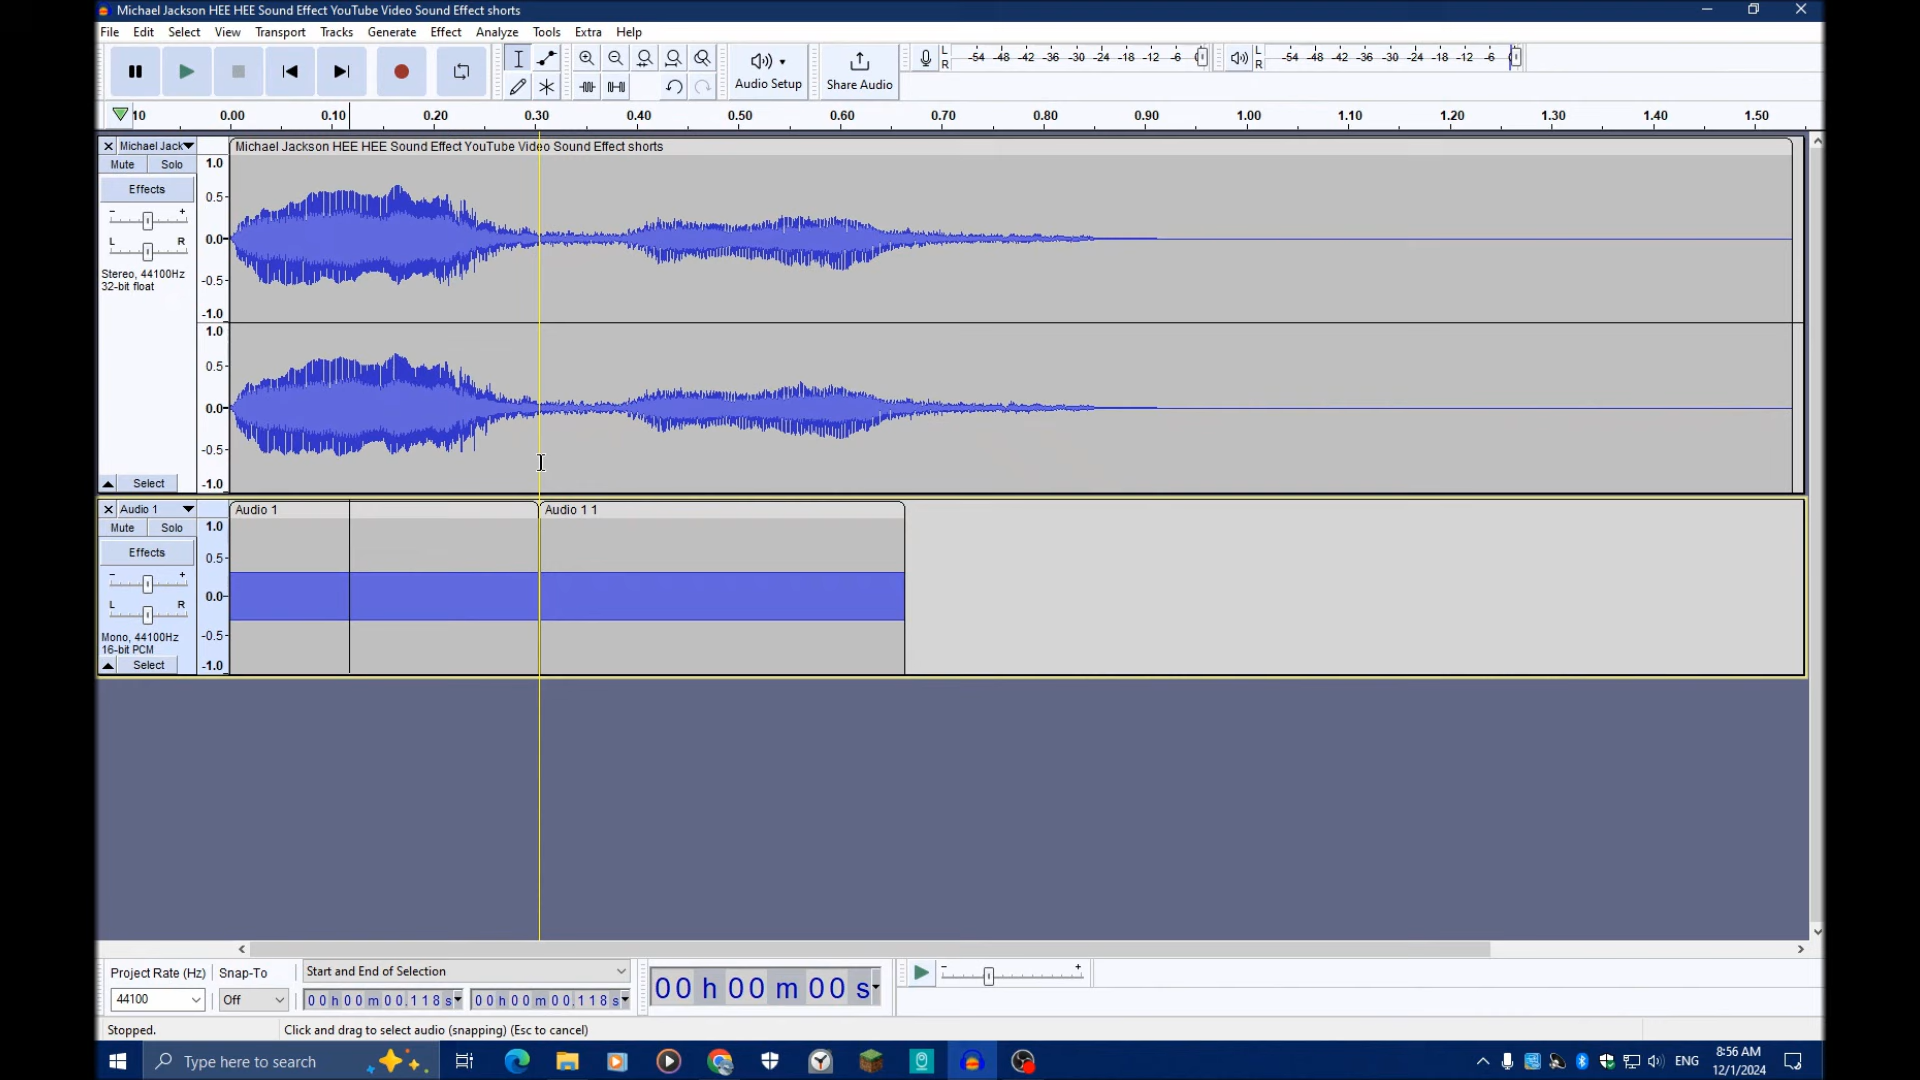 Michael Jackson HEE HEE Sound Effect YouTube Video Sound Effect shorts
File Edit Select View Transport Tracks Generate Effect Analyze Tools Extra Help
Audio Setup
Share Audio
L
R
-54 -48 -42 -36 -30 -24 -18 -12 -6
L
R
-54 -48 -42 -36 -30 -24 -18 -12 -6
10 0.00 0.10 0.20 0.30 0.40 0.50 0.60 0.70 0.80 0.90 1.00 1.10 1.20 1.30 1.40 1.50
Michael Jack
Michael Jackson HEE HEE Sound Effect YouTube Video Sound Effect shorts
Mute Solo
Effects
- +
L R
Stereo, 44100Hz
32-bit float
Select
1.0
0.5-
0.0-
-0.5-
-1.0
1.0
0.5-
0.0-
-0.5-
-1.0
Audio 1
Audio 1
Audio 1 1
Mute Solo
Effects
- +
L R
Mono, 44100Hz
16-bit PCM
Select
1.0
0.5-
0.0-
-0.5-
-1.0
Project Rate (Hz)
Snap-To
Start and End of Selection
44100
Off
00h00m00.118s
00h00m00.118s
00 h 00 m 00 s
- +
Stopped.
Click and drag to select audio (snapping) (Esc to cancel)
Type here to search
ENG
8:56 AM
12/1/2024